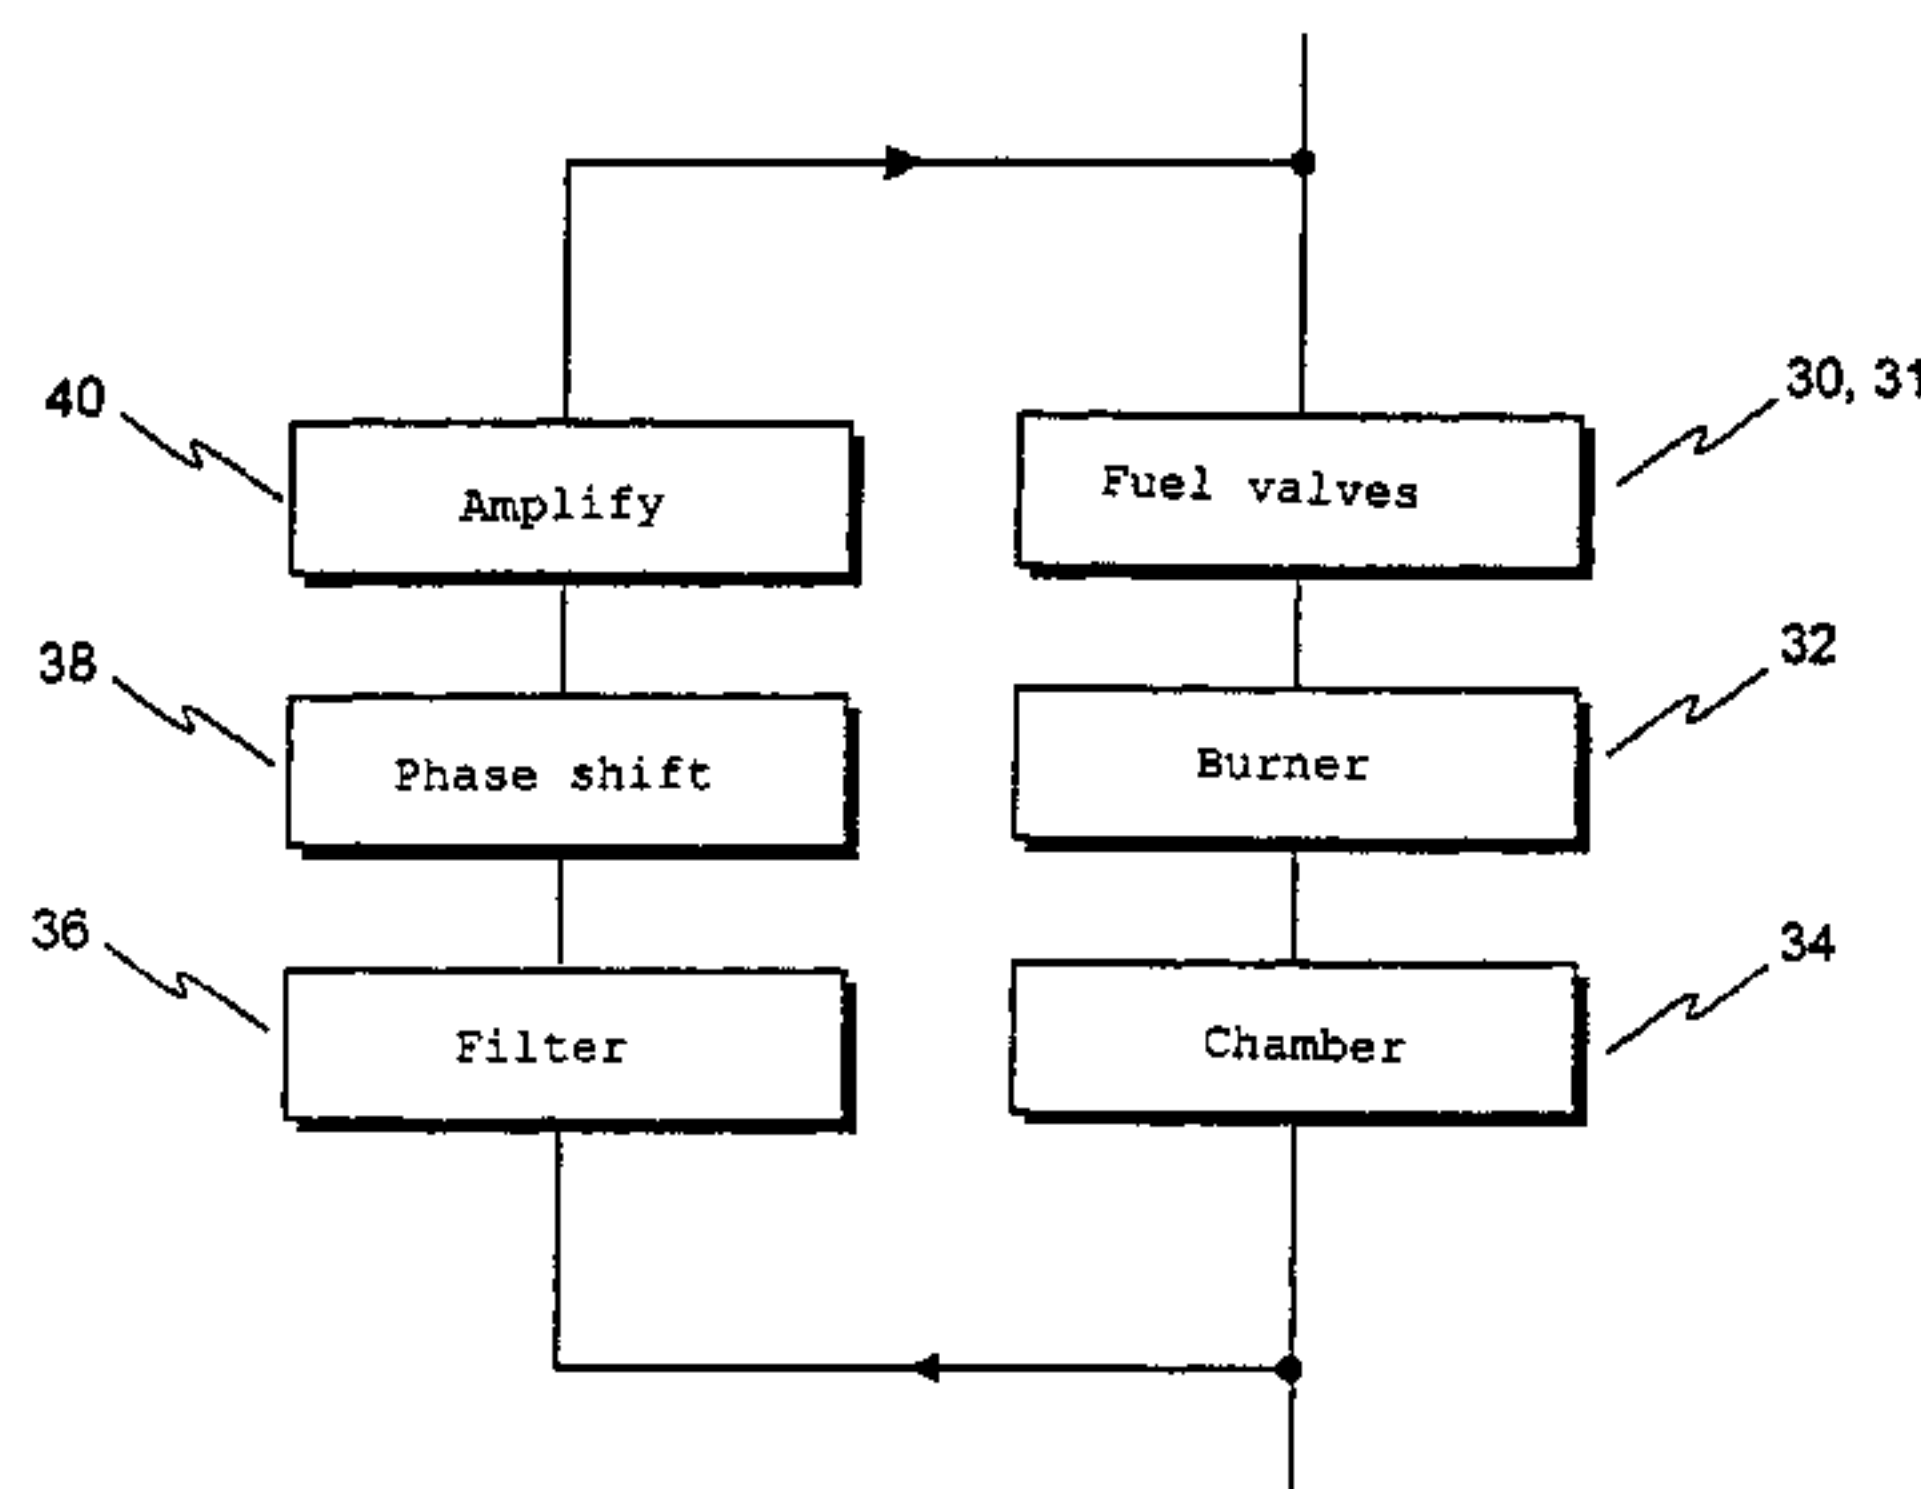 40
Amplify
Fuel valves
30, 31
38
Phase shift
Burner
32
36
Filter
Chamber
34